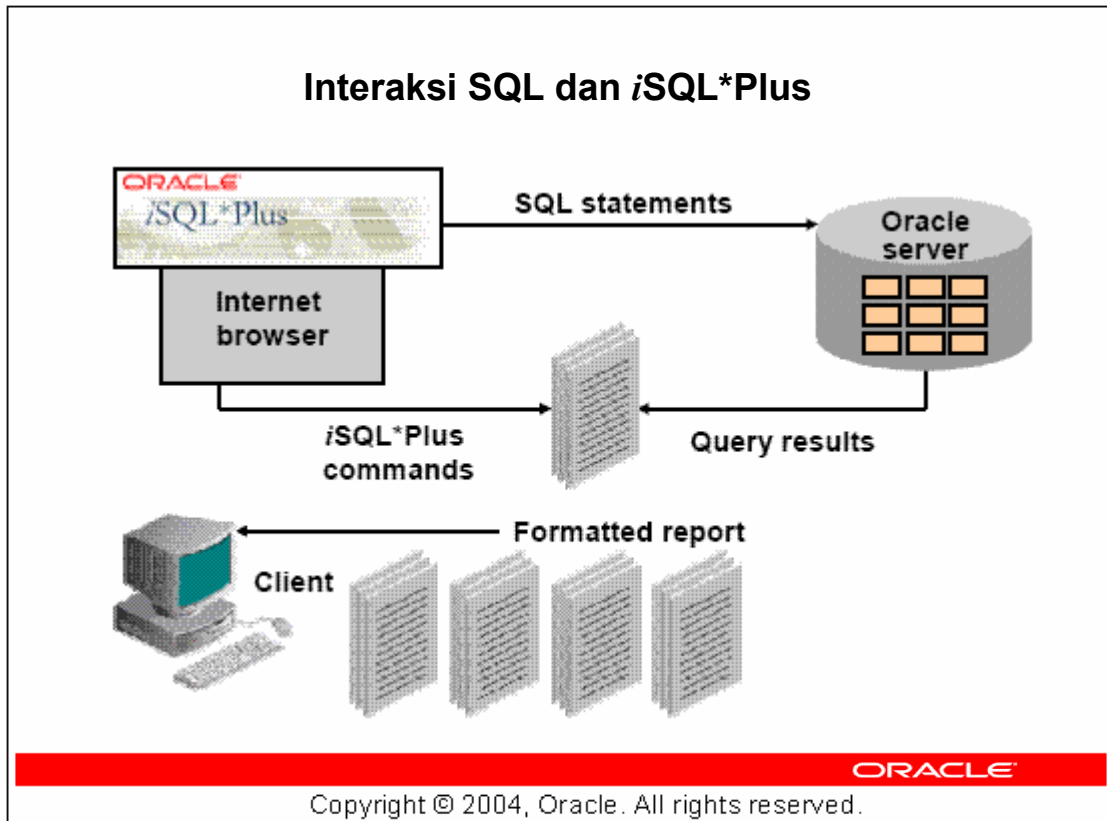 Interaksi SQL dan iSQL*Plus
ORACLE
iSQL*Plus
SQL statements
Oracle
server
Internet
browser
iSQL*Plus
commands
Query results
Formatted report
Client
ORACLE
Copyright © 2004, Oracle. All rights reserved.